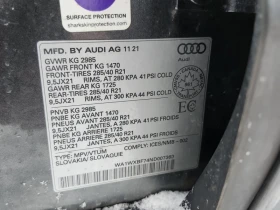 sharkskinprotection.com
MFD. BY AUDI AG 11 21
GVWR KG 2985
GAWR FRONT KG 1470
FRONT-TIRES 285/40 R21
9.5JX21 RIMS, AT 280 KPA 41 PSI COLD
GAWR REAR KG 1725
REAR-TIRES 285/40 R21
9.5JX21 RIMS, AT 300 KPA 44 PSI COLD
Audi
PNVB KG 2985
PNBE AVANT KG 1470
PNEUS AVANT 285/40 R21
9.5JX21 JANTES, A 280 KPA 41 PSI FROIDS
PNBE KG ARRIERE 1725
PNEUS ARRIERE 285/40 R21
9.5JX21 JANTES, A 300 KPA 44 PSI FROIDS
EC
TYPE: MPV/VTUM
SLOVAKIA / SLOVAQUIE